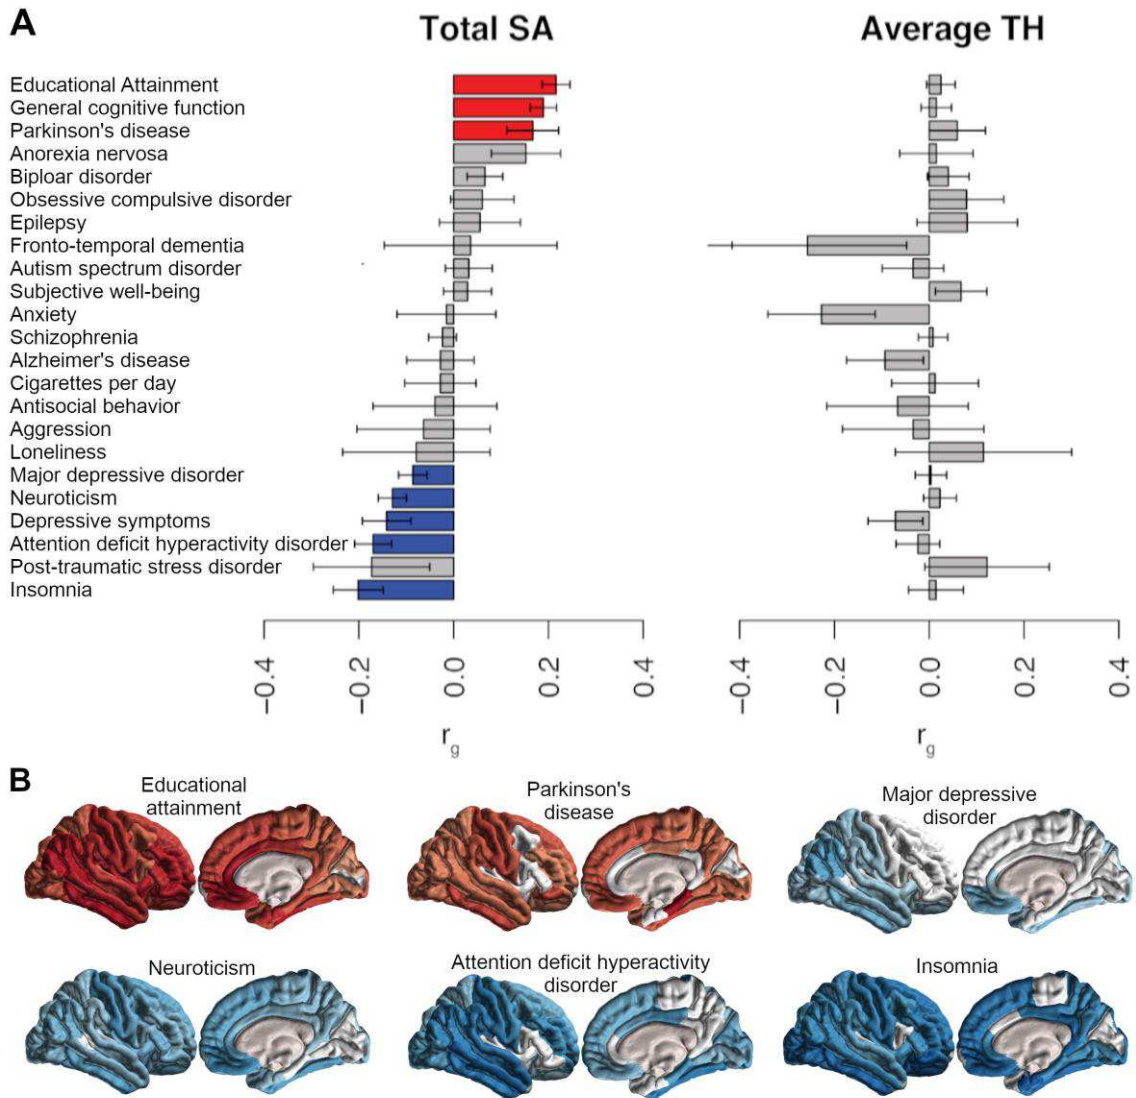 A
Total SA
Average TH
Educational Attainment
General cognitive function
Parkinson's disease
Anorexia nervosa
Biploar disorder
Obsessive compulsive disorder
Epilepsy
Fronto-temporal dementia
Autism spectrum disorder
Subjective well-being
Anxiety
Schizophrenia
Alzheimer's disease
Cigarettes per day
Antisocial behavior
Aggression
Loneliness
Major depressive disorder
Neuroticism
Depressive symptoms
Attention deficit hyperactivity disorder
Post-traumatic stress disorder
Insomnia
−0.4 −0.2 0.0 0.2 0.4
−0.4 −0.2 0.0 0.2 0.4
rg
rg
B
Educational
attainment
Parkinson's
disease
Major depressive
disorder
Neuroticism
Attention deficit hyperactivity
disorder
Insomnia